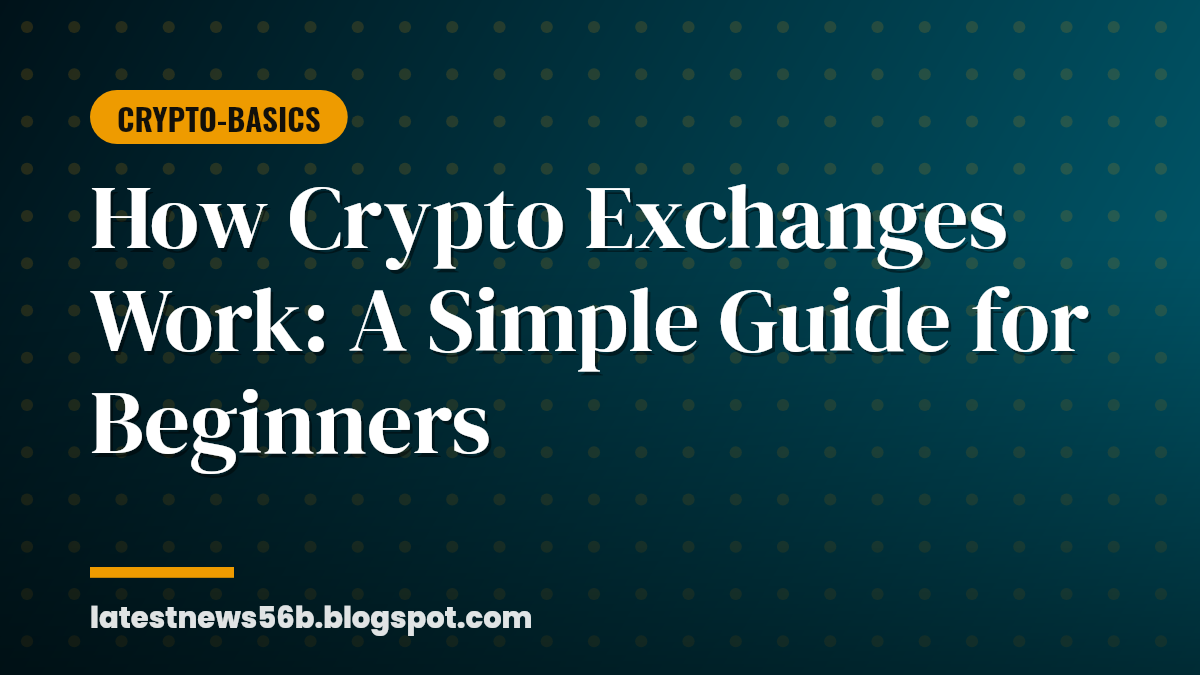 CRYPTO-BASICS
How Crypto Exchanges
Work: A Simple Guide for
Beginners
latestnews56b.blogspot.com